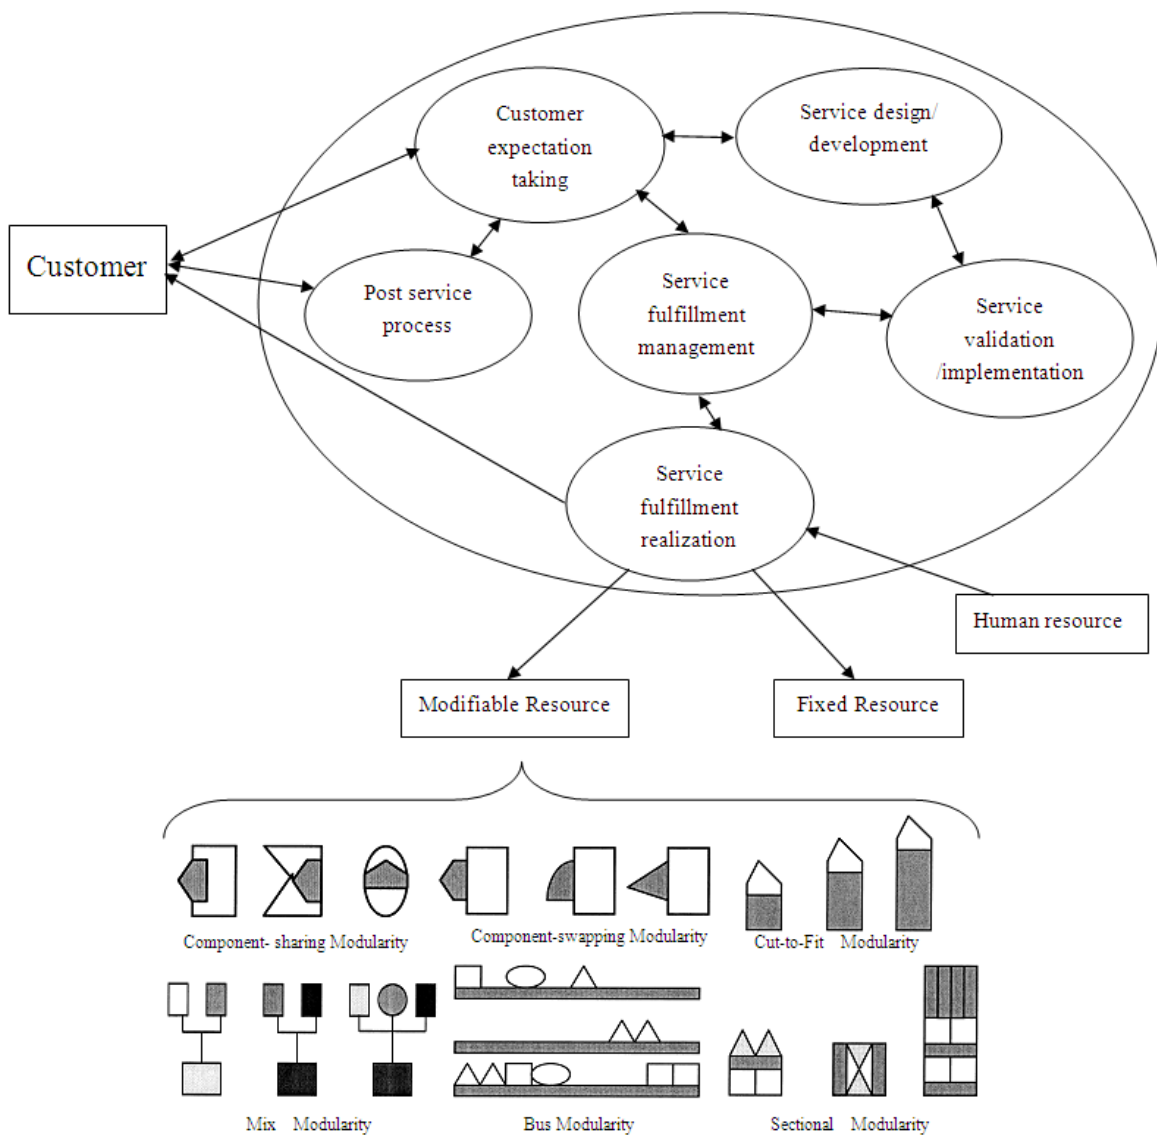 Customer
expectation
taking
Service design/
development
Customer
Post service
process
Service
fulfillment
management
Service
validation
/implementation
Service
fulfillment
realization
Human resource
Modifiable Resource
Fixed Resource
Component- sharing Modularity
Component-swapping Modularity
Cut-to-Fit Modularity
Mix Modularity
Bus Modularity
Sectional Modularity